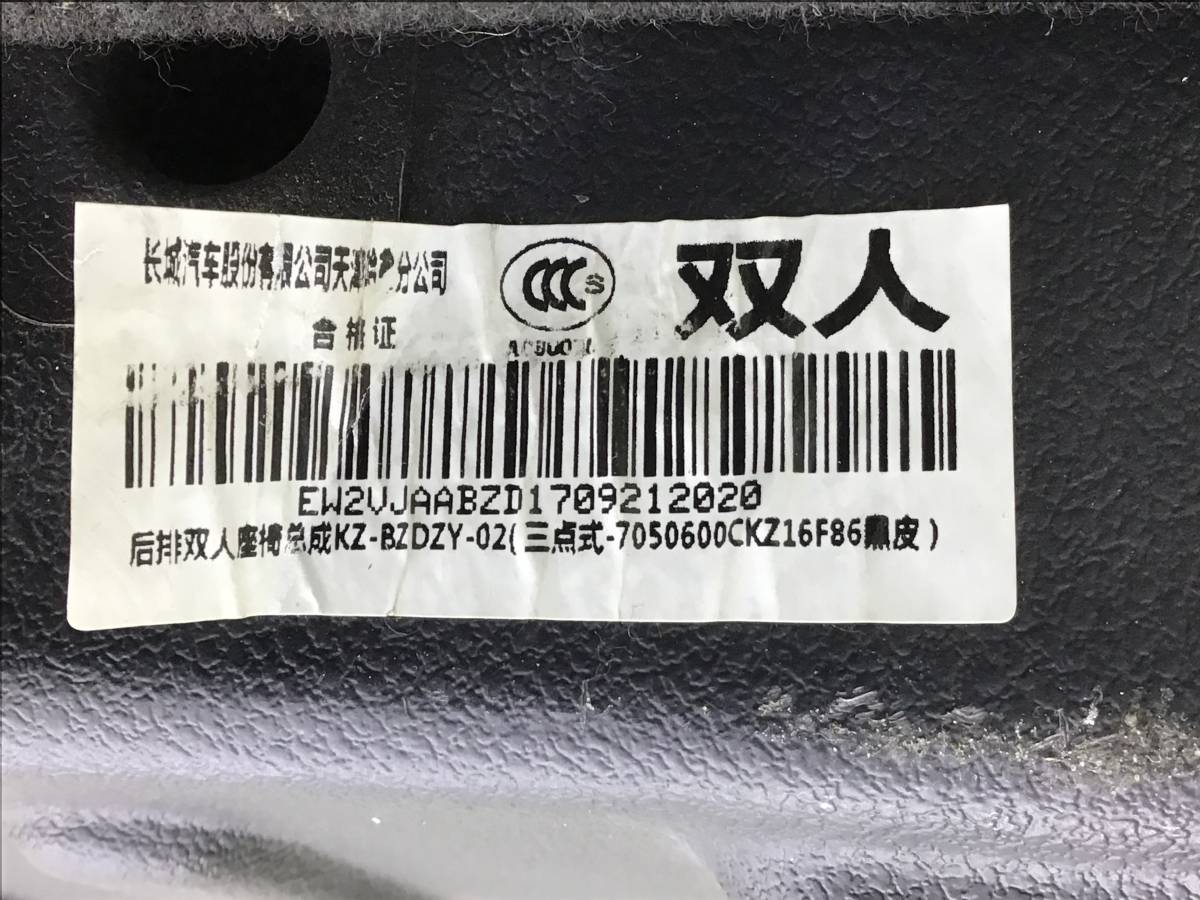 长城汽车股份有限公司天津 分公司
CCC S
双人
合格证
EW2VJAABZD1709212020
后排双人座椅总成KZ-BZDZY-02(三点式-7050600CKZ16F86黑皮)